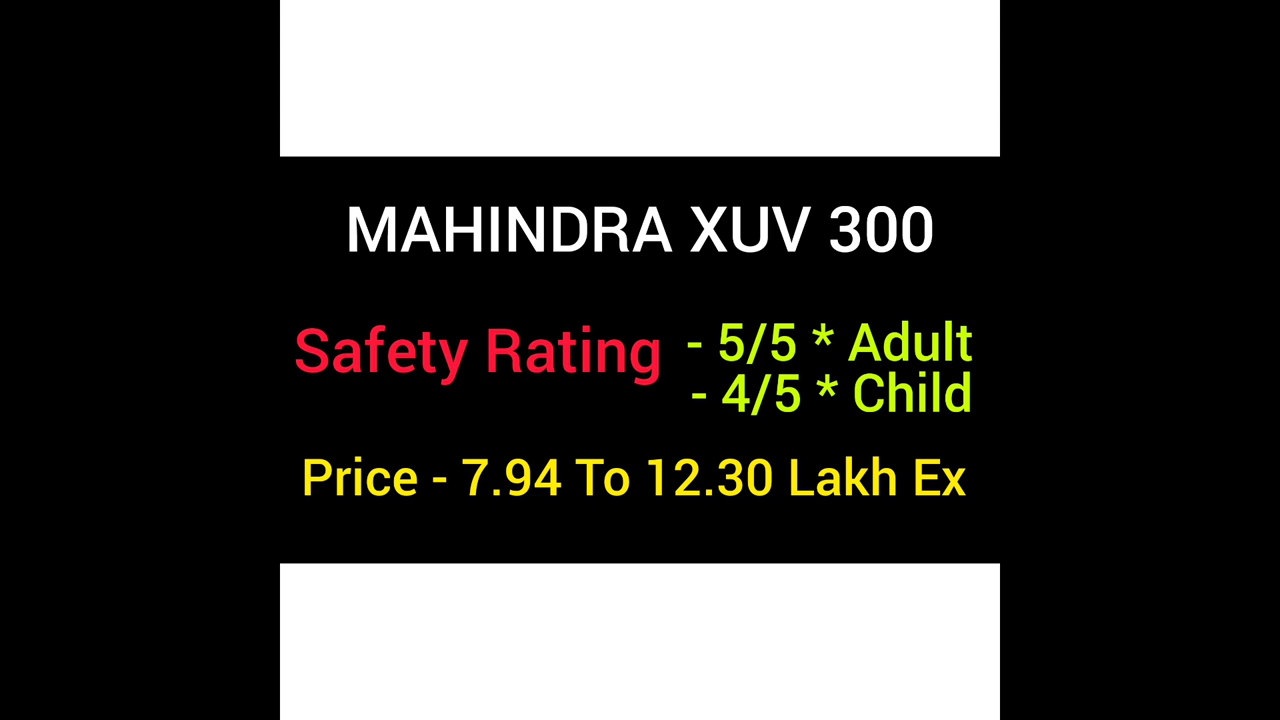 MAHINDRA XUV 300
Safety Rating - 5/5 * Adult
- 4/5 * Child
Price - 7.94 To 12.30 Lakh Ex